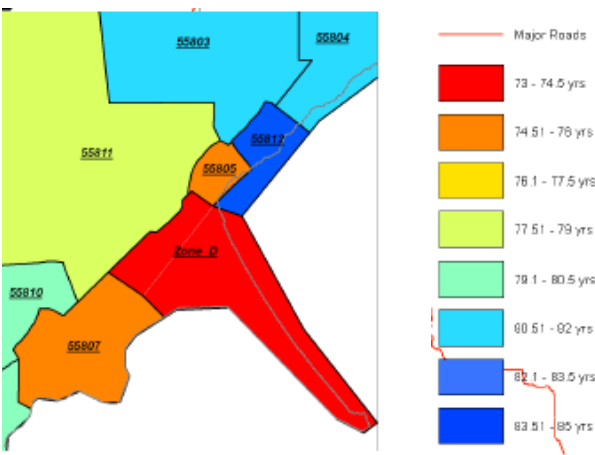 55803
55804
55811
55812
55805
Zone D
55810
55807
Major Roads
73 - 74.5 yrs
74.51 - 76 yrs
76.1 - 77.5 yrs
77.51 - 79 yrs
79.1 - 80.5 yrs
80.51 - 82 yrs
82.1 - 83.5 yrs
83.51 - 85 yrs